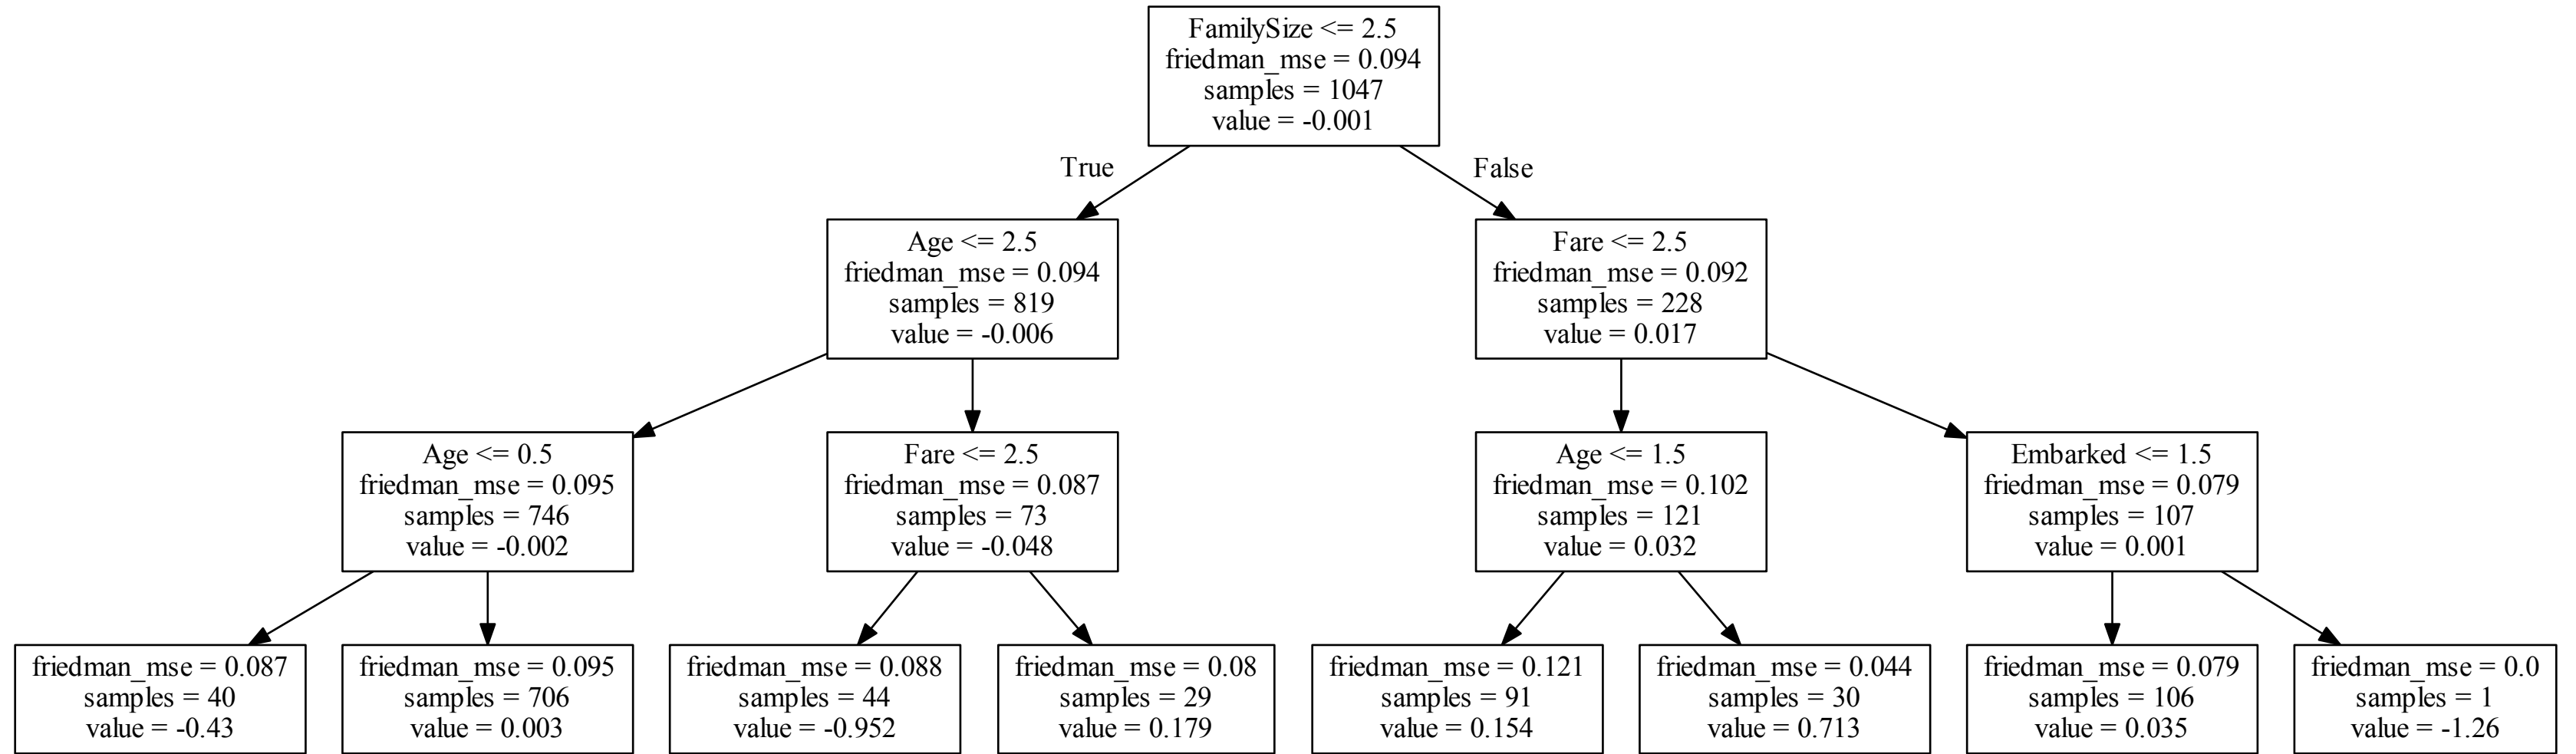 FamilySize <= 2.5
friedman_mse = 0.094
samples = 1047
value = -0.001
True
False
Age <= 2.5
friedman_mse = 0.094
samples = 819
value = -0.006
Fare <= 2.5
friedman_mse = 0.092
samples = 228
value = 0.017
Age <= 0.5
friedman_mse = 0.095
samples = 746
value = -0.002
Fare <= 2.5
friedman_mse = 0.087
samples = 73
value = -0.048
Age <= 1.5
friedman_mse = 0.102
samples = 121
value = 0.032
Embarked <= 1.5
friedman_mse = 0.079
samples = 107
value = 0.001
friedman_mse = 0.087
samples = 40
value = -0.43
friedman_mse = 0.095
samples = 706
value = 0.003
friedman_mse = 0.088
samples = 44
value = -0.952
friedman_mse = 0.08
samples = 29
value = 0.179
friedman_mse = 0.121
samples = 91
value = 0.154
friedman_mse = 0.044
samples = 30
value = 0.713
friedman_mse = 0.079
samples = 106
value = 0.035
friedman_mse = 0.0
samples = 1
value = -1.26